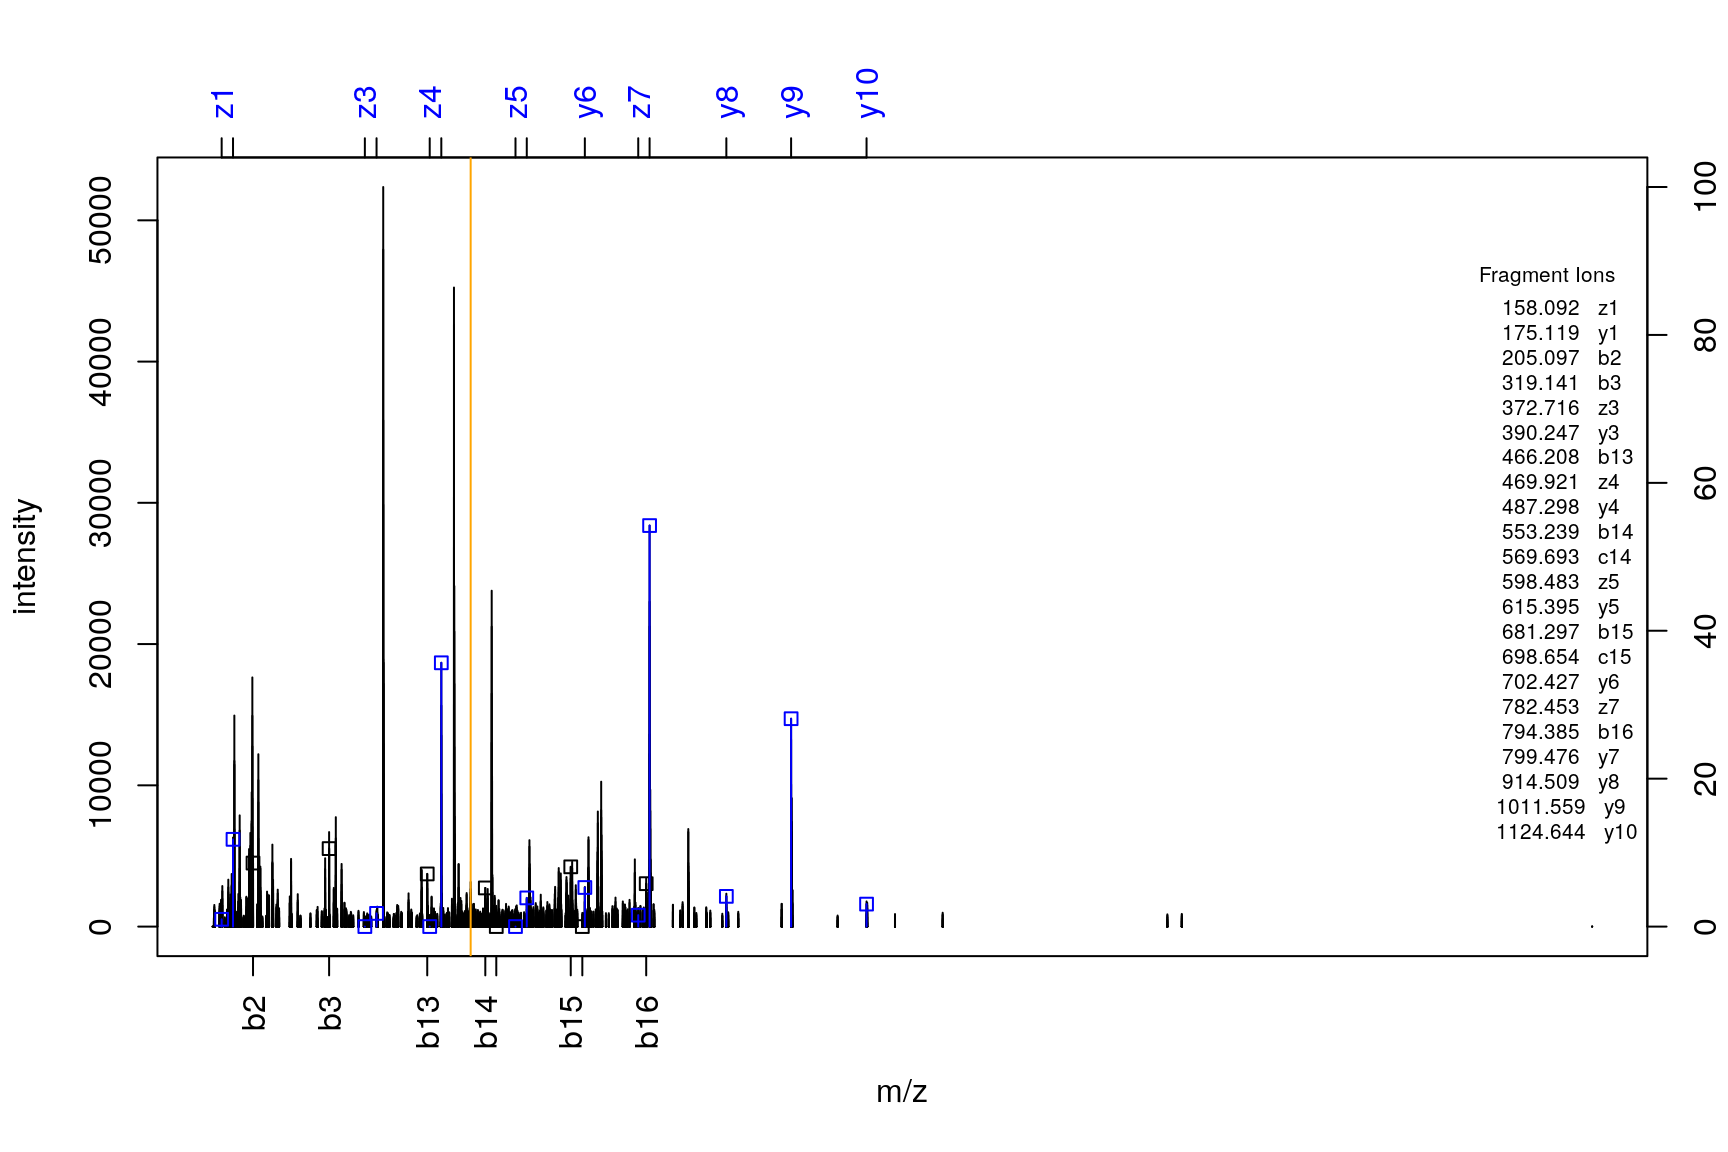 z1 z3 z4 z5 y6 z7 y8 y9 y10
50000
40000
30000
20000
10000
0
intensity
100
80
60
40
20
0
Fragment Ions
158.092 z1
175.119 y1
205.097 b2
319.141 b3
372.716 z3
390.247 y3
466.208 b13
469.921 z4
487.298 y4
553.239 b14
569.693 c14
598.483 z5
615.395 y5
681.297 b15
698.654 c15
702.427 y6
782.453 z7
794.385 b16
799.476 y7
914.509 y8
1011.559 y9
1124.644 y10
b2 b3 b13 b14 b15 b16
m/z